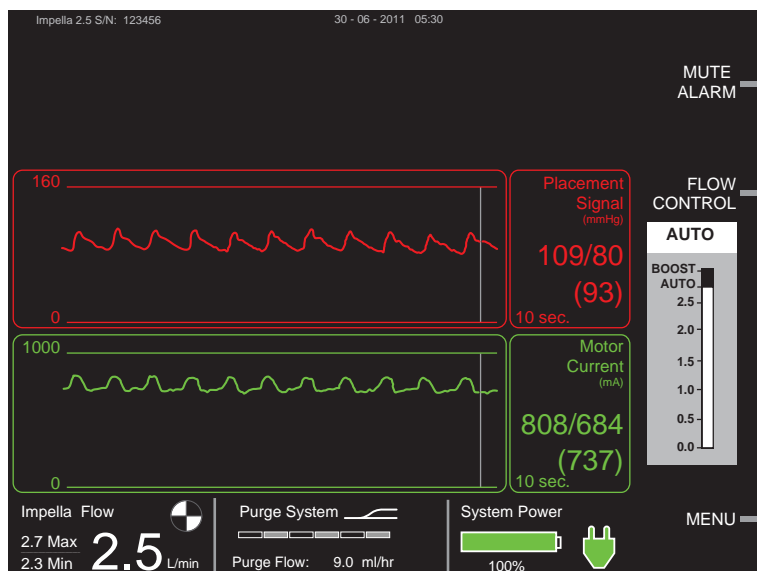 Impella 2.5 S/N: 123456
30 - 06 - 2011 05:30
MUTE
ALARM
160
0
Placement
Signal
(mmHg)
109/80
(93)
10 sec.
FLOW
CONTROL
AUTO
BOOST
AUTO
2.5
2.0
1.5
1.0
0.5
0.0
1000
0
Motor
Current
(mA)
808/684
(737)
10 sec.
Impella Flow
2.7 Max
2.3 Min
2.5 L/min
Purge System
Purge Flow: 9.0 ml/hr
System Power
100%
MENU